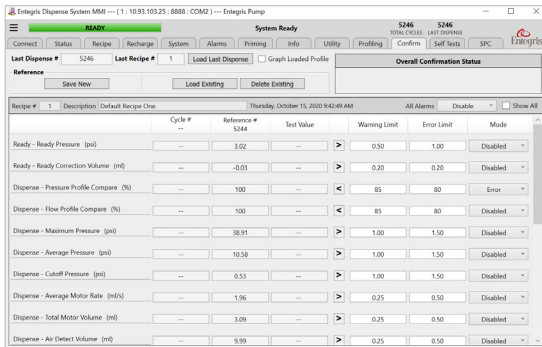 Entegris Dispense System MMI --- ( 1 : 10.93.103.25 : 8888 : COM2 ) --- Entegris Pump
READY System Ready 5246 5246
TOTAL CYCLES LAST DISPENSE
Entegris
Connect Status Recipe Recharge System Alarms Priming Info Utility Profiling Confirm Self Tests SPC
Last Dispense # 5246 Last Recipe # 1 Load Last Dispense Graph Loaded Profile Overall Confirmation Status
Reference
Save New Load Existing Delete Existing
Recipe # 1 Description Default Recipe One Thursday, October 15, 2020 9:42:49 AM All Alarms Disable Show All
Cycle # Reference # Test Value Warning Limit Error Limit Mode
-- 5244
Ready - Ready Pressure (psi) -- 3.02 -- > 0.50 1.00 Disabled
Ready - Ready Correction Volume (ml) -- -0.03 -- > 0.20 0.20 Disabled
Dispense - Pressure Profile Compare (%) -- 100 -- < 85 80 Error
Dispense - Flow Profile Compare (%) -- 100 -- < 85 80 Disabled
Dispense - Maximum Pressure (psi) -- 38.91 -- > 1.00 1.50 Disabled
Dispense - Average Pressure (psi) -- 10.58 -- > 1.00 1.50 Disabled
Dispense - Cutoff Pressure (psi) -- 0.53 -- > 1.00 1.50 Disabled
Dispense - Average Motor Rate (ml/s) -- 1.96 -- > 0.25 0.50 Disabled
Dispense - Total Motor Volume (ml) -- 3.09 -- > 0.25 0.50 Disabled
Dispense - Air Detect Volume (ml) -- 9.99 -- > 0.25 0.50 Disabled